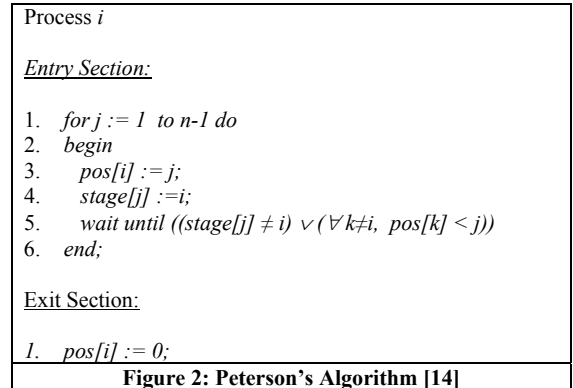 Process i
Entry Section:
1. for j := 1 to n-1 do
2. begin
3. pos[i] := j;
4. stage[j] :=i;
5. wait until ((stage[j] ≠ i) ∨ (∀ k≠i, pos[k] < j))
6. end;
Exit Section:
1. pos[i] := 0;
Figure 2: Peterson's Algorithm [14]